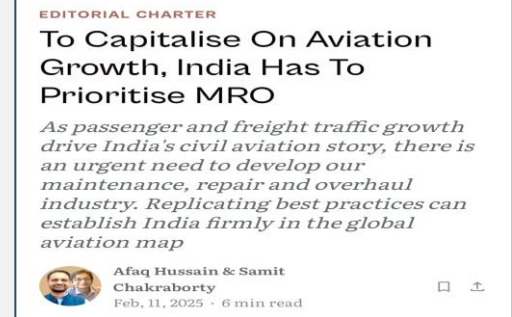 EDITORIAL CHARTER
To Capitalise On Aviation
Growth, India Has To
Prioritise MRO
As passenger and freight traffic growth
drive India's civil aviation story, there is
an urgent need to develop our
maintenance, repair and overhaul
industry. Replicating best practices can
establish India firmly in the global
aviation map
Afaq Hussain & Samit
Chakraborty
Feb, 11, 2025 · 6 min read